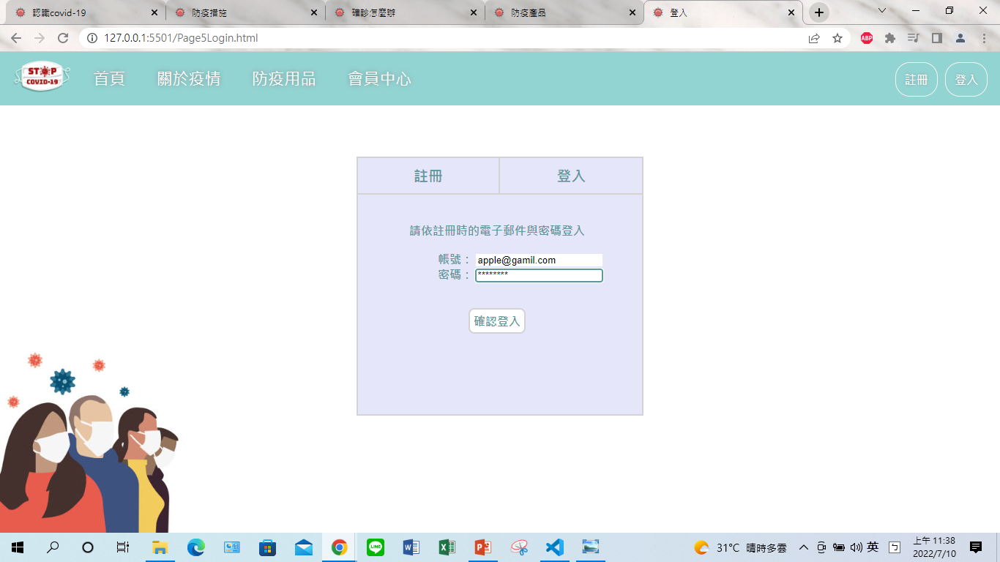 認識covid-19
防疫措施
確診怎麼辦
防疫產品
登入
127.0.0.1:5501/Page5Login.html
ABP
STOP
COVID-19
首頁 關於疫情 防疫用品 會員中心
註冊 登入
註冊 登入
請依註冊時的電子郵件與密碼登入
帳號： apple@gamil.com
密碼： ********
確認登入
LINE
31°C 晴時多雲
英
ㄅ
上午 11:38
2022/7/10